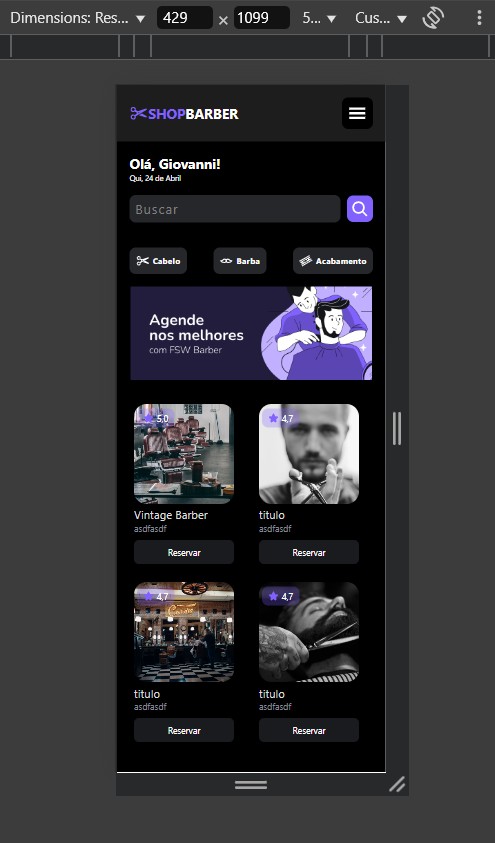 Dimensions: Res... ▼ 429 × 1099 5... ▼ Cus... ▼
SHOPBARBER
Olá, Giovanni!
Qui, 24 de Abril
Buscar
Cabelo Barba Acabamento
Agende
nos melhores
com FSW Barber
5,0 4,7
Vintage Barber titulo
asdfasdf asdfasdf
Reservar Reservar
4,7 4,7
titulo titulo
asdfasdf asdfasdf
Reservar Reservar